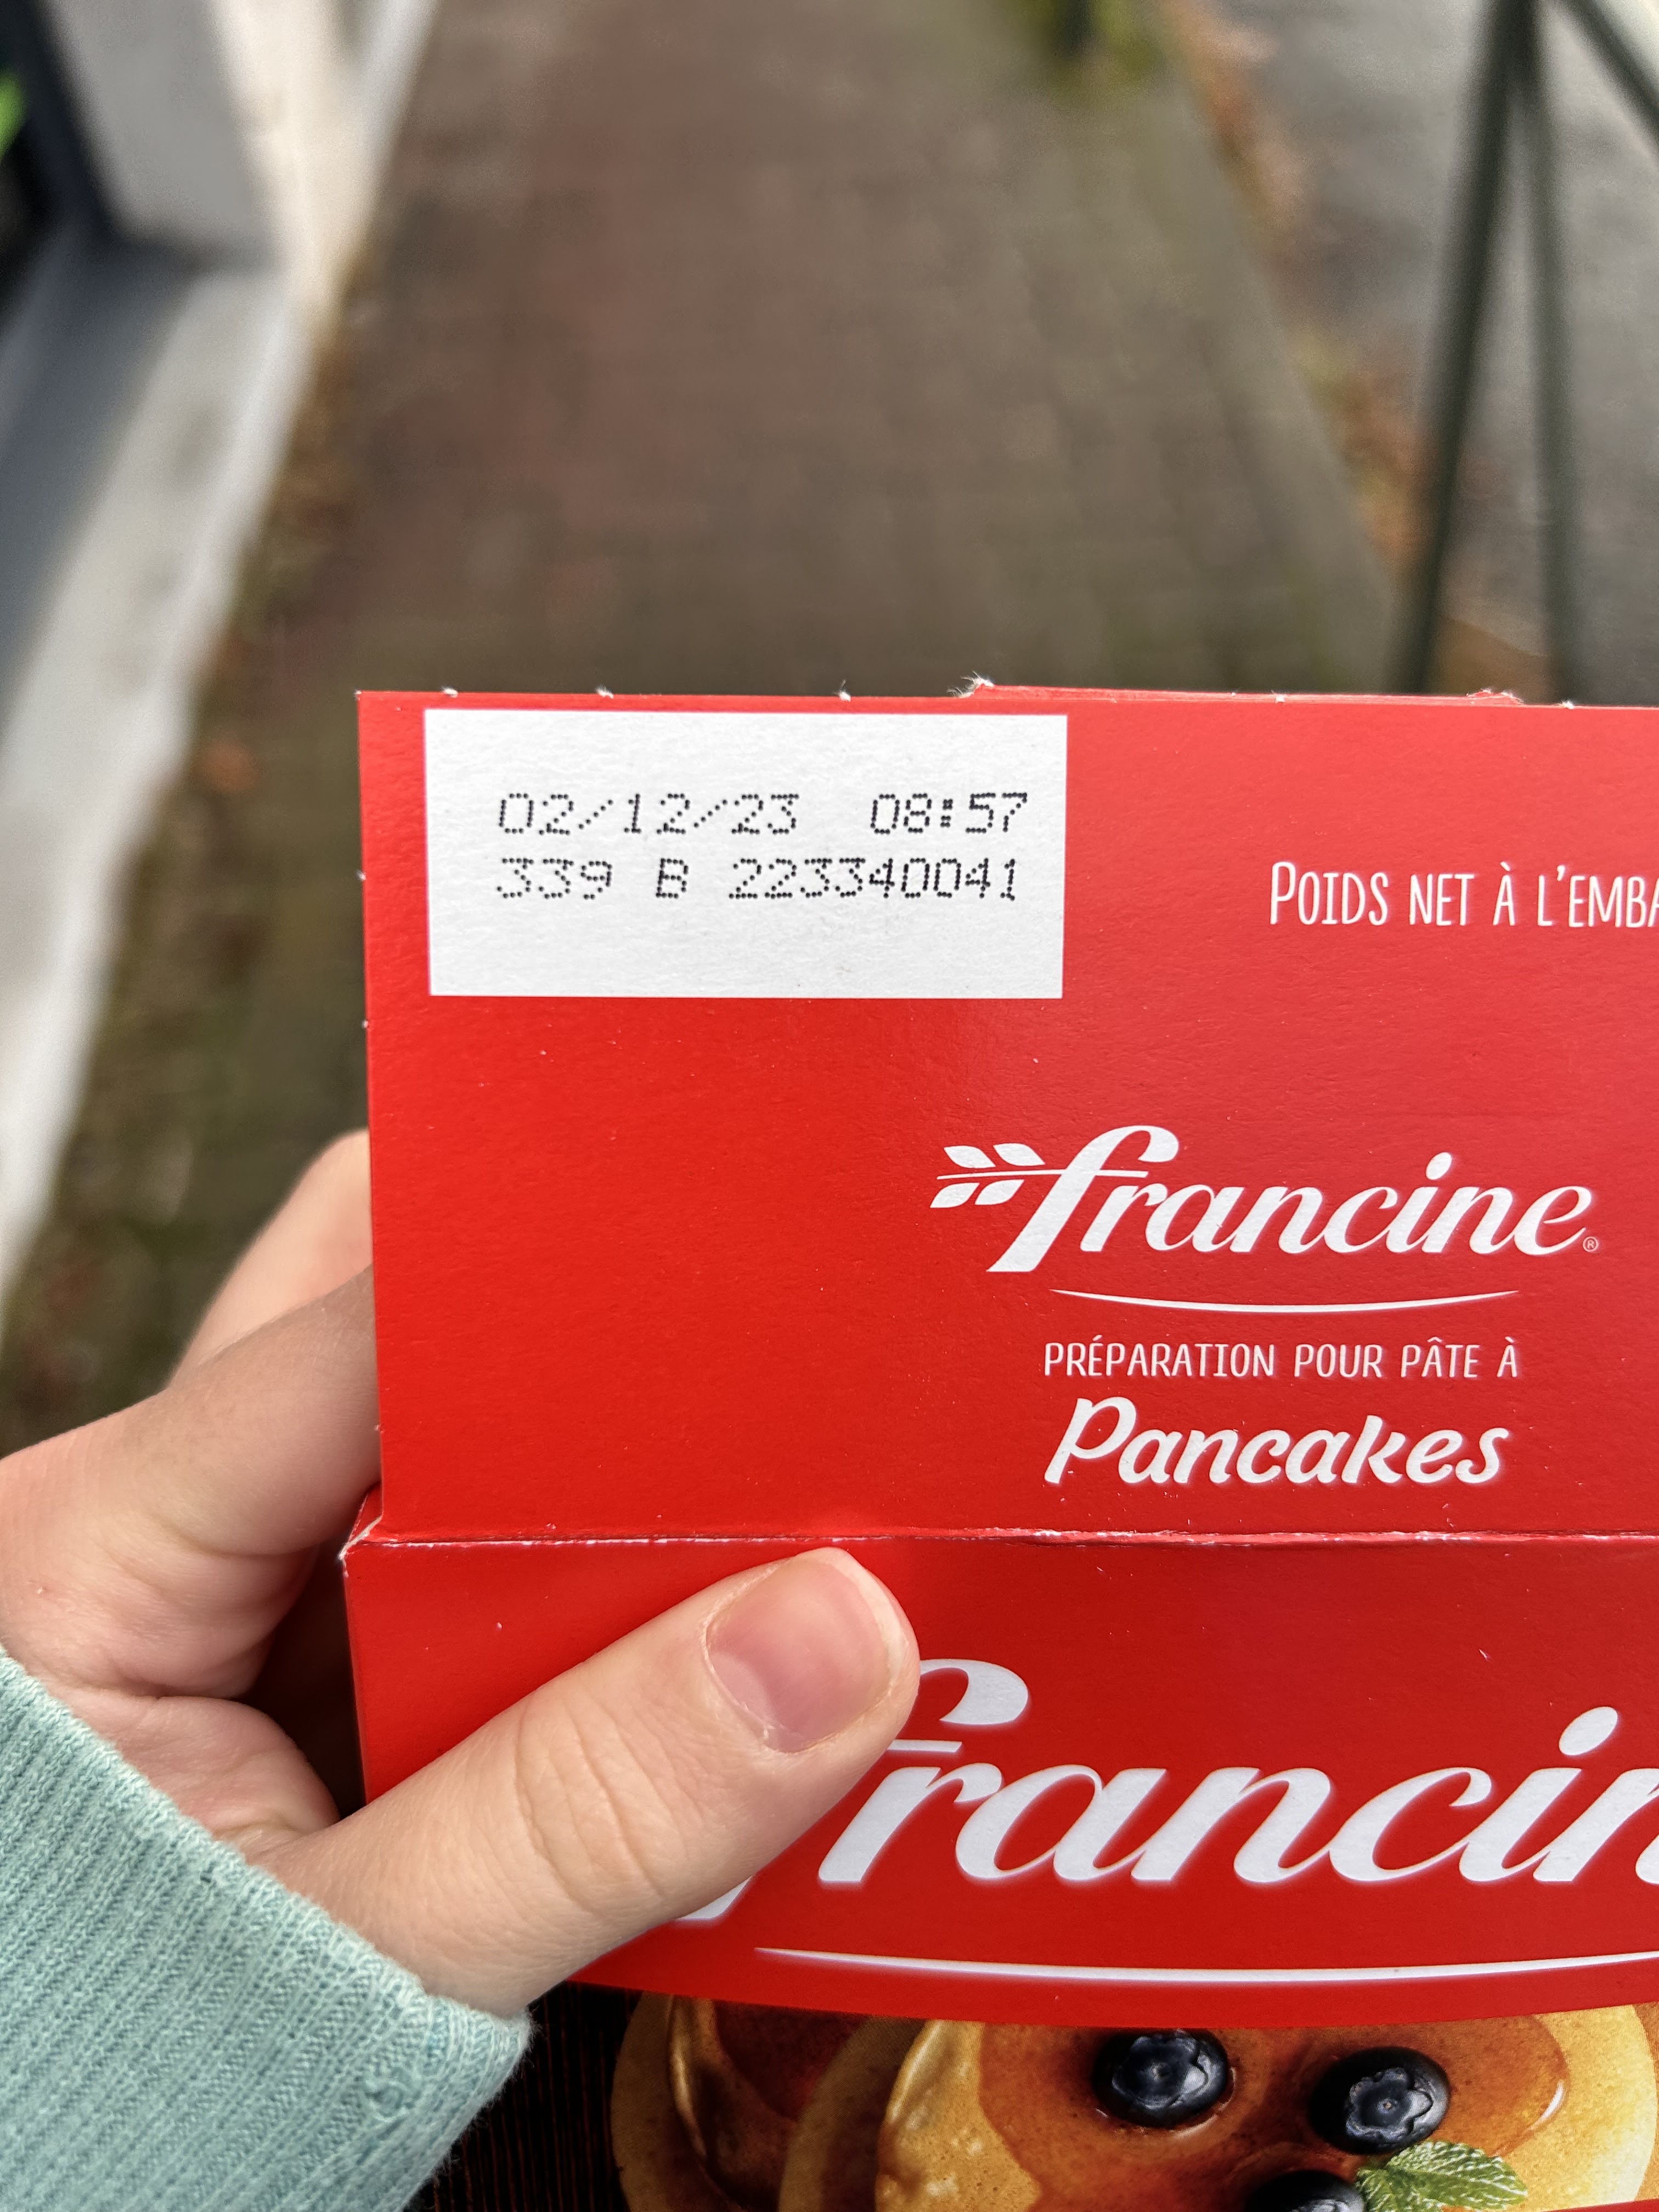 02/12/23 08:57
339 B 223340041
POIDS NET À L'EMBA
francine®
PRÉPARATION POUR PÂTE À
Pancakes
francin